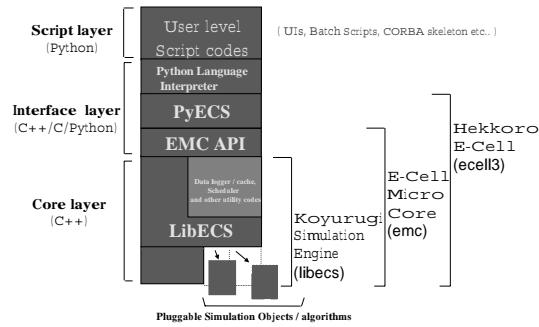 Script layer
(Python)
User level
Script codes
( UIs, Batch Scripts, CORBA skeleton etc.. )
Python Language
Interpreter
Interface layer
(C++/C/Python)
PyECS
EMC API
Hekkoro
E-Cell
(ecell3)
E-Cell
Micro
Core
(emc)
Data logger / cache,
Scheduler
and other utility codes
Core layer
(C++)
LibECS
Koyurugi
Simulation
Engine
(libecs)
Pluggable Simulation Objects / algorithms